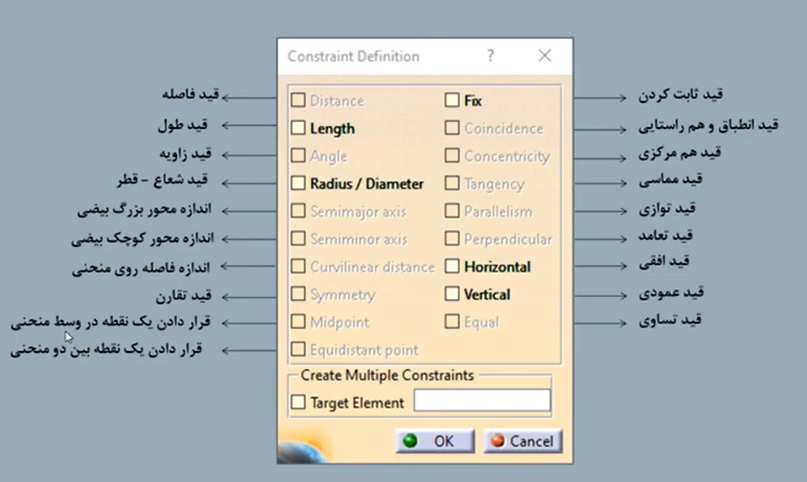 Constraint Definition ? ×
قید فاصله
Distance
Fix
قید ثابت کردن
قید طول
Length
Coincidence
قید انطباق و هم راستایی
قید زاویه
Angle
Concentricity
قید هم مرکزی
قید شعاع - قطر
Radius / Diameter
Tangency
قید مماسی
اندازه محور بزرگ بیضی
Semimajor axis
Parallelism
قید توازی
اندازه محور کوچک بیضی
Semiminor axis
Perpendicular
قید تعامد
اندازه فاصله روی منحنی
Curvilinear distance
Horizontal
قید افقی
قید تقارن
Symmetry
Vertical
قید عمودی
قرار دادن یک نقطه در وسط منحنی
Midpoint
Equal
قید تساوی
قرار دادن یک نقطه بین دو منحنی
Equidistant point
Create Multiple Constraints
Target Element
OK
Cancel